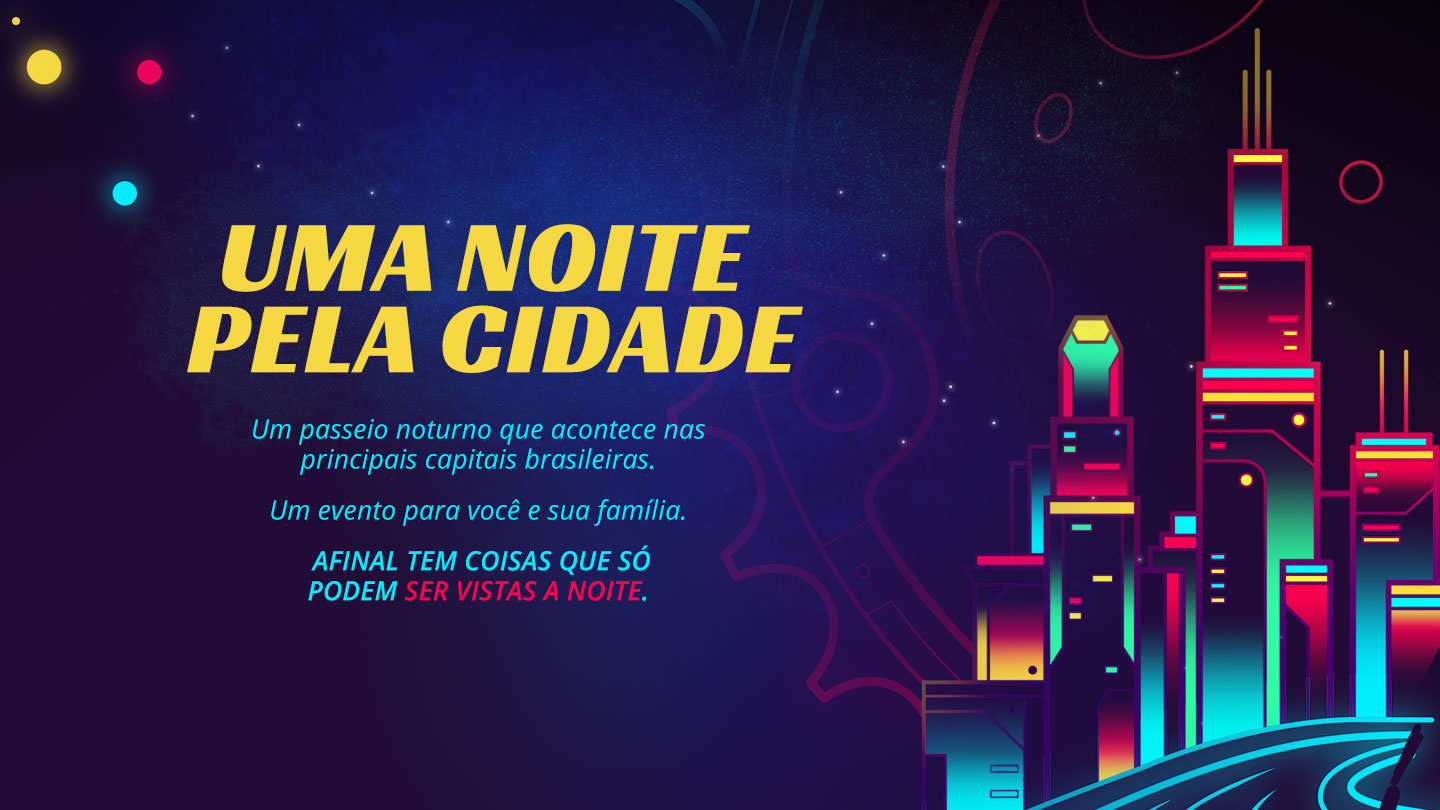 UMA NOITE
PELA CIDADE
Um passeio noturno que acontece nas
principais capitais brasileiras.
Um evento para você e sua família.
AFINAL TEM COISAS QUE SÓ
PODEM SER VISTAS A NOITE.